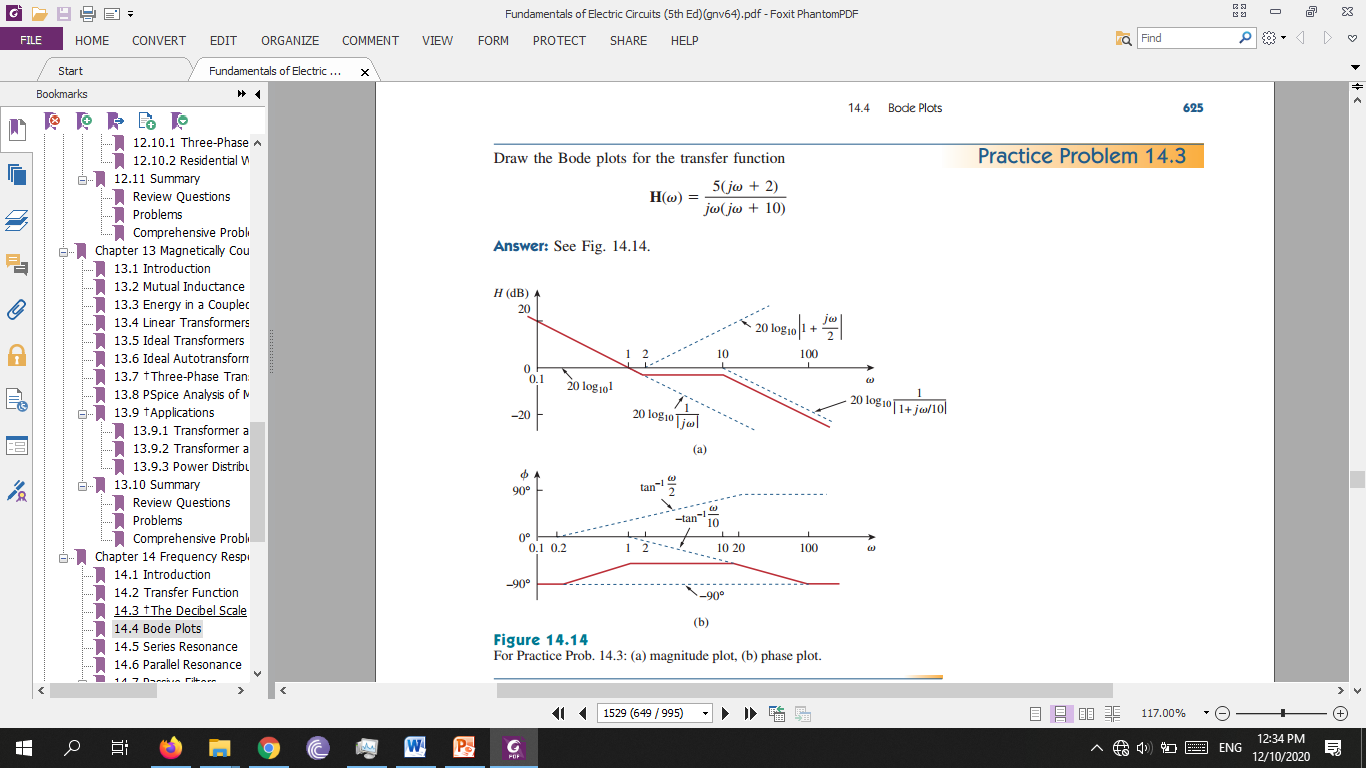 Fundamentals of Electric Circuits (5th Ed)(gnv64).pdf - Foxit PhantomPDF
FILE HOME CONVERT EDIT ORGANIZE COMMENT VIEW FORM PROTECT SHARE HELP
Find
Start
Fundamentals of Electric ...
Bookmarks
12.10.1 Three-Phase
12.10.2 Residential W
12.11 Summary
Review Questions
Problems
Comprehensive Proble
Chapter 13 Magnetically Cou
13.1 Introduction
13.2 Mutual Inductance
13.3 Energy in a Coupled
13.4 Linear Transformers
13.5 Ideal Transformers
13.6 Ideal Autotransform
13.7 †Three-Phase Tran
13.8 PSpice Analysis of M
13.9 †Applications
13.9.1 Transformer a
13.9.2 Transformer a
13.9.3 Power Distribu
13.10 Summary
Review Questions
Problems
Comprehensive Proble
Chapter 14 Frequency Respo
14.1 Introduction
14.2 Transfer Function
14.3 †The Decibel Scale
14.4 Bode Plots
14.5 Series Resonance
14.6 Parallel Resonance
14.7 Passive Filters
14.4 Bode Plots 625
Practice Problem 14.3
Draw the Bode plots for the transfer function
H(ω) = 5(jω + 2) / jω(jω + 10)
Answer: See Fig. 14.14.
H (dB)
20
20 log₁₀ |1 + jω/2|
1 2 10 100
0
0.1
ω
20 log₁₀1
20 log₁₀ 1/|jω|
20 log₁₀ 1/|1+jω/10|
−20
(a)
ϕ
90°
tan⁻¹ ω/2
−tan⁻¹ ω/10
0°
0.1 0.2 1 2 10 20 100 ω
−90°
−90°
(b)
Figure 14.14
For Practice Prob. 14.3: (a) magnitude plot, (b) phase plot.
1529 (649 / 995)
117.00%
ENG
12:34 PM
12/10/2020